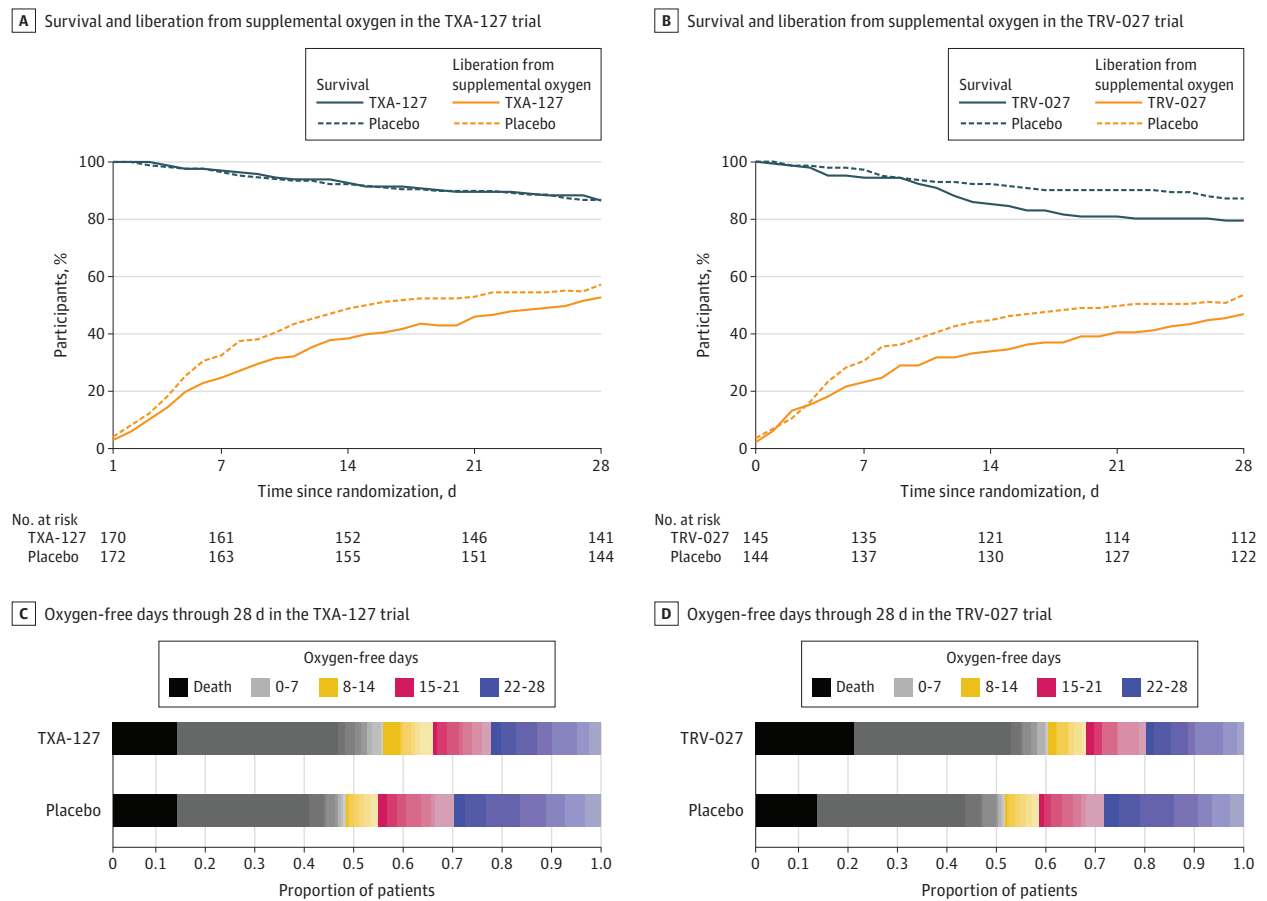 A Survival and liberation from supplemental oxygen in the TXA-127 trial
Survival
Liberation from
supplemental oxygen
TXA-127 TXA-127
Placebo Placebo
Participants, %
100
80
60
40
20
0
1 7 14 21 28
Time since randomization, d
No. at risk
TXA-127 170 161 152 146 141
Placebo 172 163 155 151 144
B Survival and liberation from supplemental oxygen in the TRV-027 trial
Survival
Liberation from
supplemental oxygen
TRV-027 TRV-027
Placebo Placebo
Participants, %
100
80
60
40
20
0
0 7 14 21 28
Time since randomization, d
No. at risk
TRV-027 145 135 121 114 112
Placebo 144 137 130 127 122
C Oxygen-free days through 28 d in the TXA-127 trial
Oxygen-free days
Death 0-7 8-14 15-21 22-28
TXA-127
Placebo
0 0.1 0.2 0.3 0.4 0.5 0.6 0.7 0.8 0.9 1.0
Proportion of patients
D Oxygen-free days through 28 d in the TRV-027 trial
Oxygen-free days
Death 0-7 8-14 15-21 22-28
TRV-027
Placebo
0 0.1 0.2 0.3 0.4 0.5 0.6 0.7 0.8 0.9 1.0
Proportion of patients